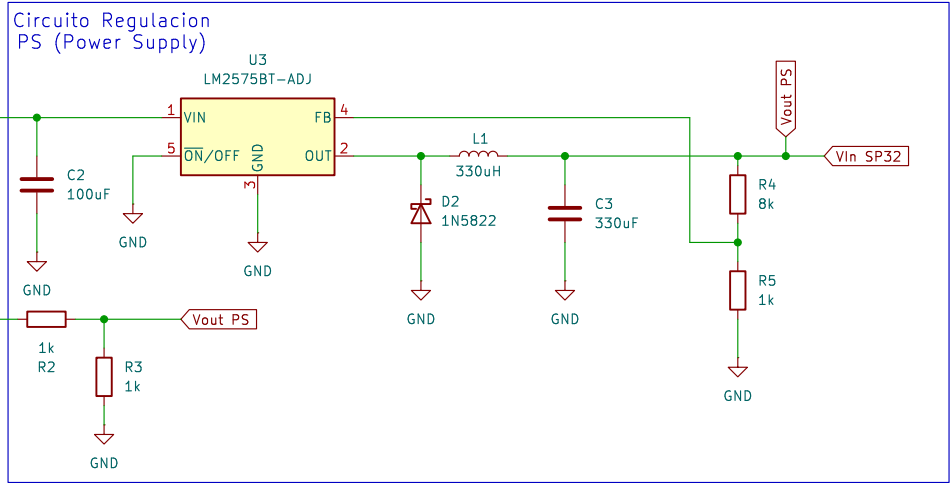 Circuito Regulacion
PS (Power Supply)
U3
LM2575BT-ADJ
1
VIN
FB
4
5
ON/OFF
GND
OUT
2
3
C2
100uF
GND
GND
GND
L1
330uH
D2
1N5822
GND
C3
330uF
GND
Vout PS
VIn SP32
R4
8k
R5
1k
GND
1k
R2
Vout PS
R3
1k
GND